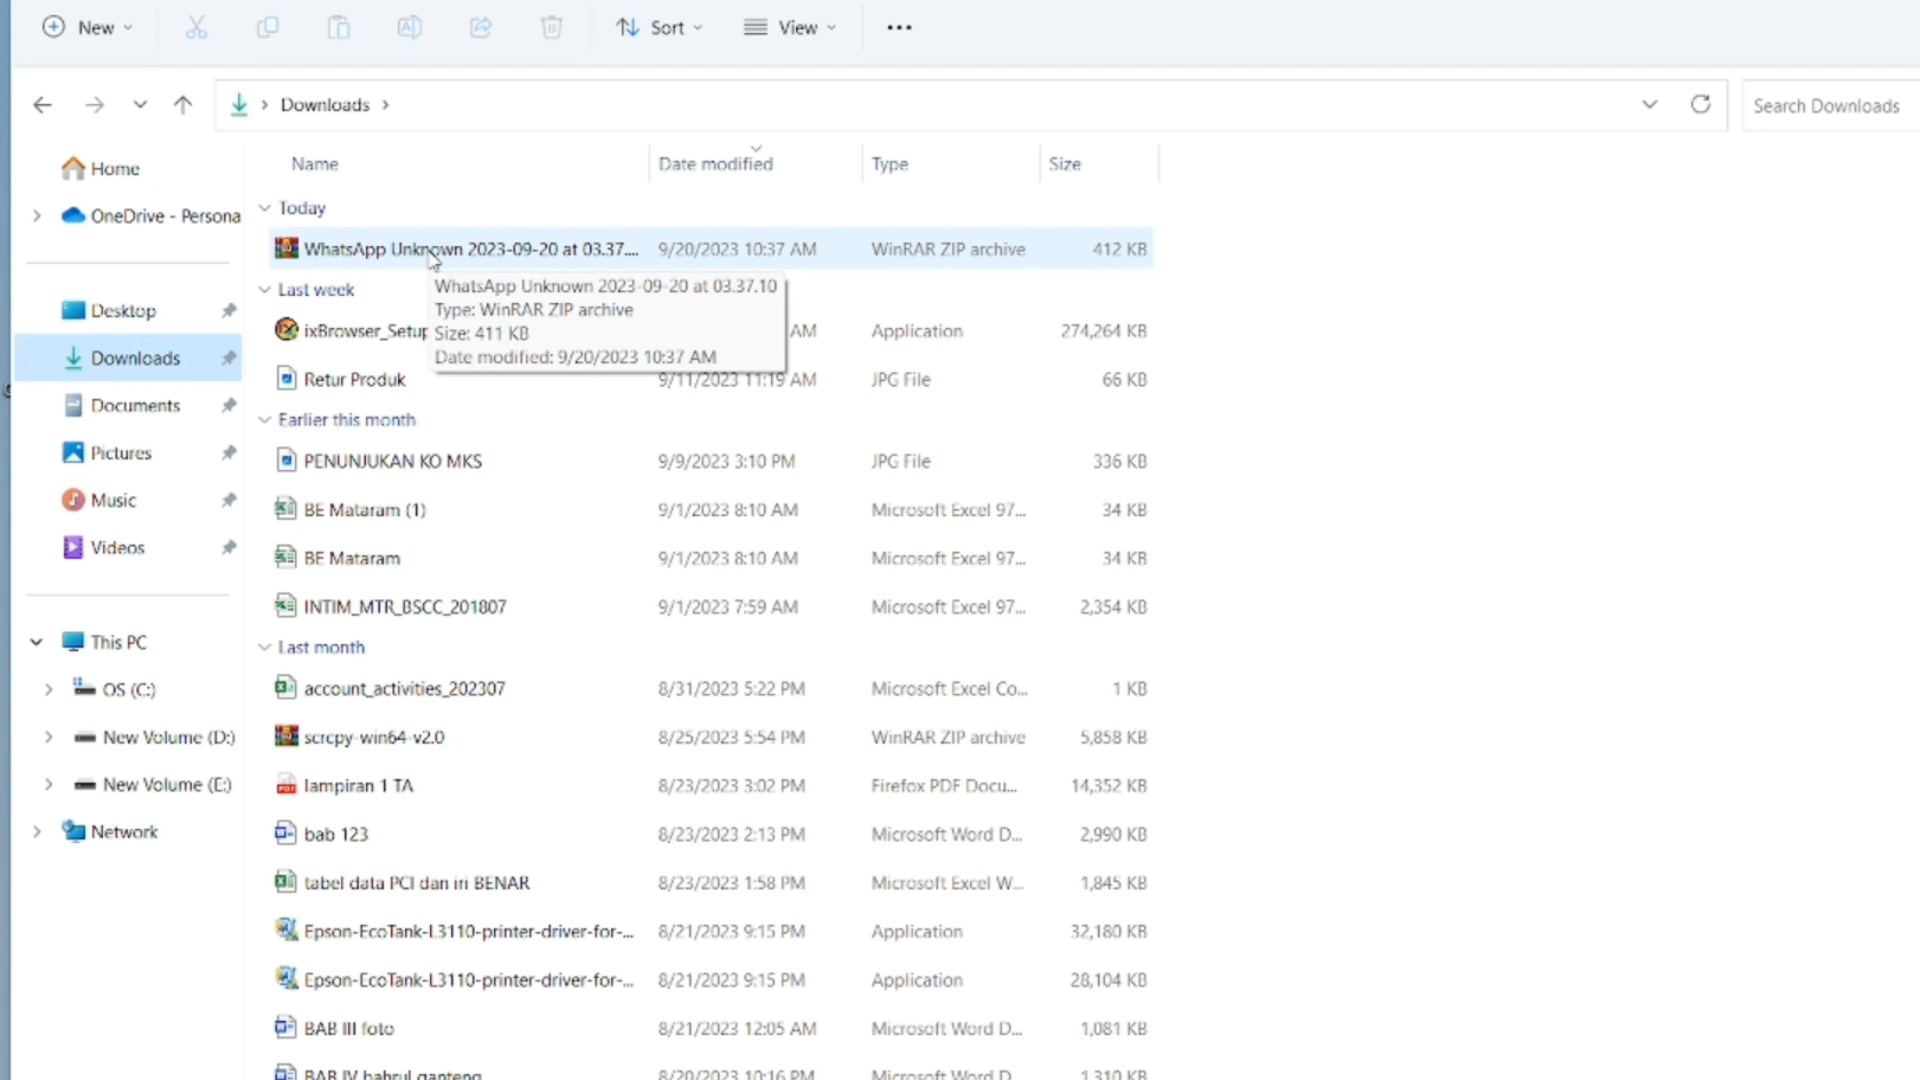 New
Sort
View
Downloads
Search Downloads
Home
OneDrive - Persona
Desktop
Downloads
Documents
Pictures
Music
Videos
This PC
OS (C:)
New Volume (D:)
New Volume (E:)
Network
Name Date modified Type Size
Today
WhatsApp Unknown 2023-09-20 at 03.37.... 9/20/2023 10:37 AM WinRAR ZIP archive 412 KB
WhatsApp Unknown 2023-09-20 at 03.37.10
Type: WinRAR ZIP archive
Size: 411 KB
Date modified: 9/20/2023 10:37 AM
Last week
ixBrowser_Setup AM Application 274,264 KB
Retur Produk 9/11/2023 11:19 AM JPG File 66 KB
Earlier this month
PENUNJUKAN KO MKS 9/9/2023 3:10 PM JPG File 336 KB
BE Mataram (1) 9/1/2023 8:10 AM Microsoft Excel 97... 34 KB
BE Mataram 9/1/2023 8:10 AM Microsoft Excel 97... 34 KB
INTIM_MTR_BSCC_201807 9/1/2023 7:59 AM Microsoft Excel 97... 2,354 KB
Last month
account_activities_202307 8/31/2023 5:22 PM Microsoft Excel Co... 1 KB
scrcpy-win64-v2.0 8/25/2023 5:54 PM WinRAR ZIP archive 5,858 KB
lampiran 1 TA 8/23/2023 3:02 PM Firefox PDF Docu... 14,352 KB
bab 123 8/23/2023 2:13 PM Microsoft Word D... 2,990 KB
tabel data PCI dan iri BENAR 8/23/2023 1:58 PM Microsoft Excel W... 1,845 KB
Epson-EcoTank-L3110-printer-driver-for-... 8/21/2023 9:15 PM Application 32,180 KB
Epson-EcoTank-L3110-printer-driver-for-... 8/21/2023 9:15 PM Application 28,104 KB
BAB III foto 8/21/2023 12:05 AM Microsoft Word D... 1,081 KB
BAB IV bahrul ganteng 8/20/2023 10:16 PM Microsoft Word D... 1,310 KB